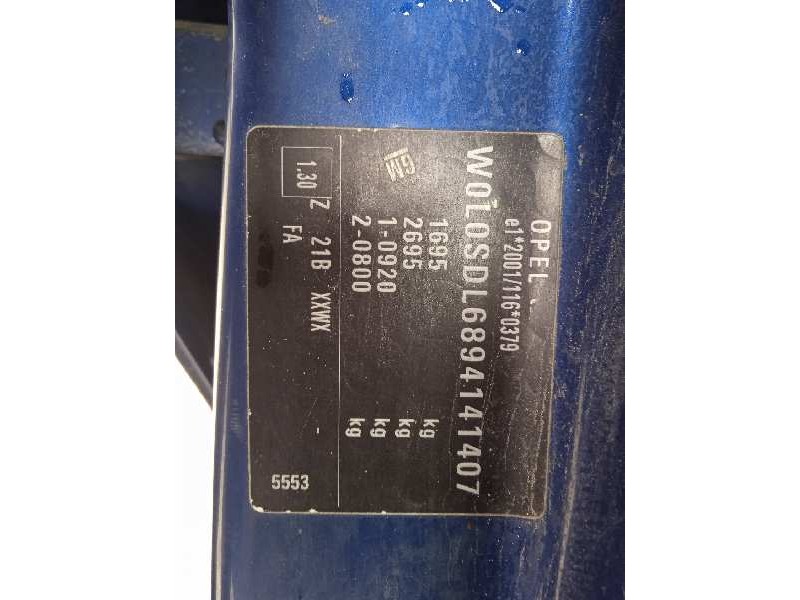 OPEL
e1*2001/116*0379
W0L0SDL6894141407
GM
1695 kg
2695 kg
1-0920 kg
2-0800 kg
1.30 Z 21B XXWX -
FA 5553